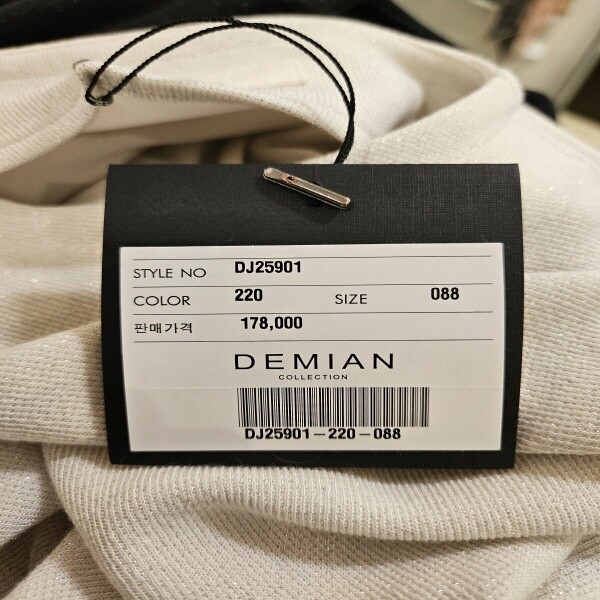 STYLE NO DJ25901
COLOR 220 SIZE 088
판매가격 178,000
DEMIAN
COLLECTION
DJ25901-220-088